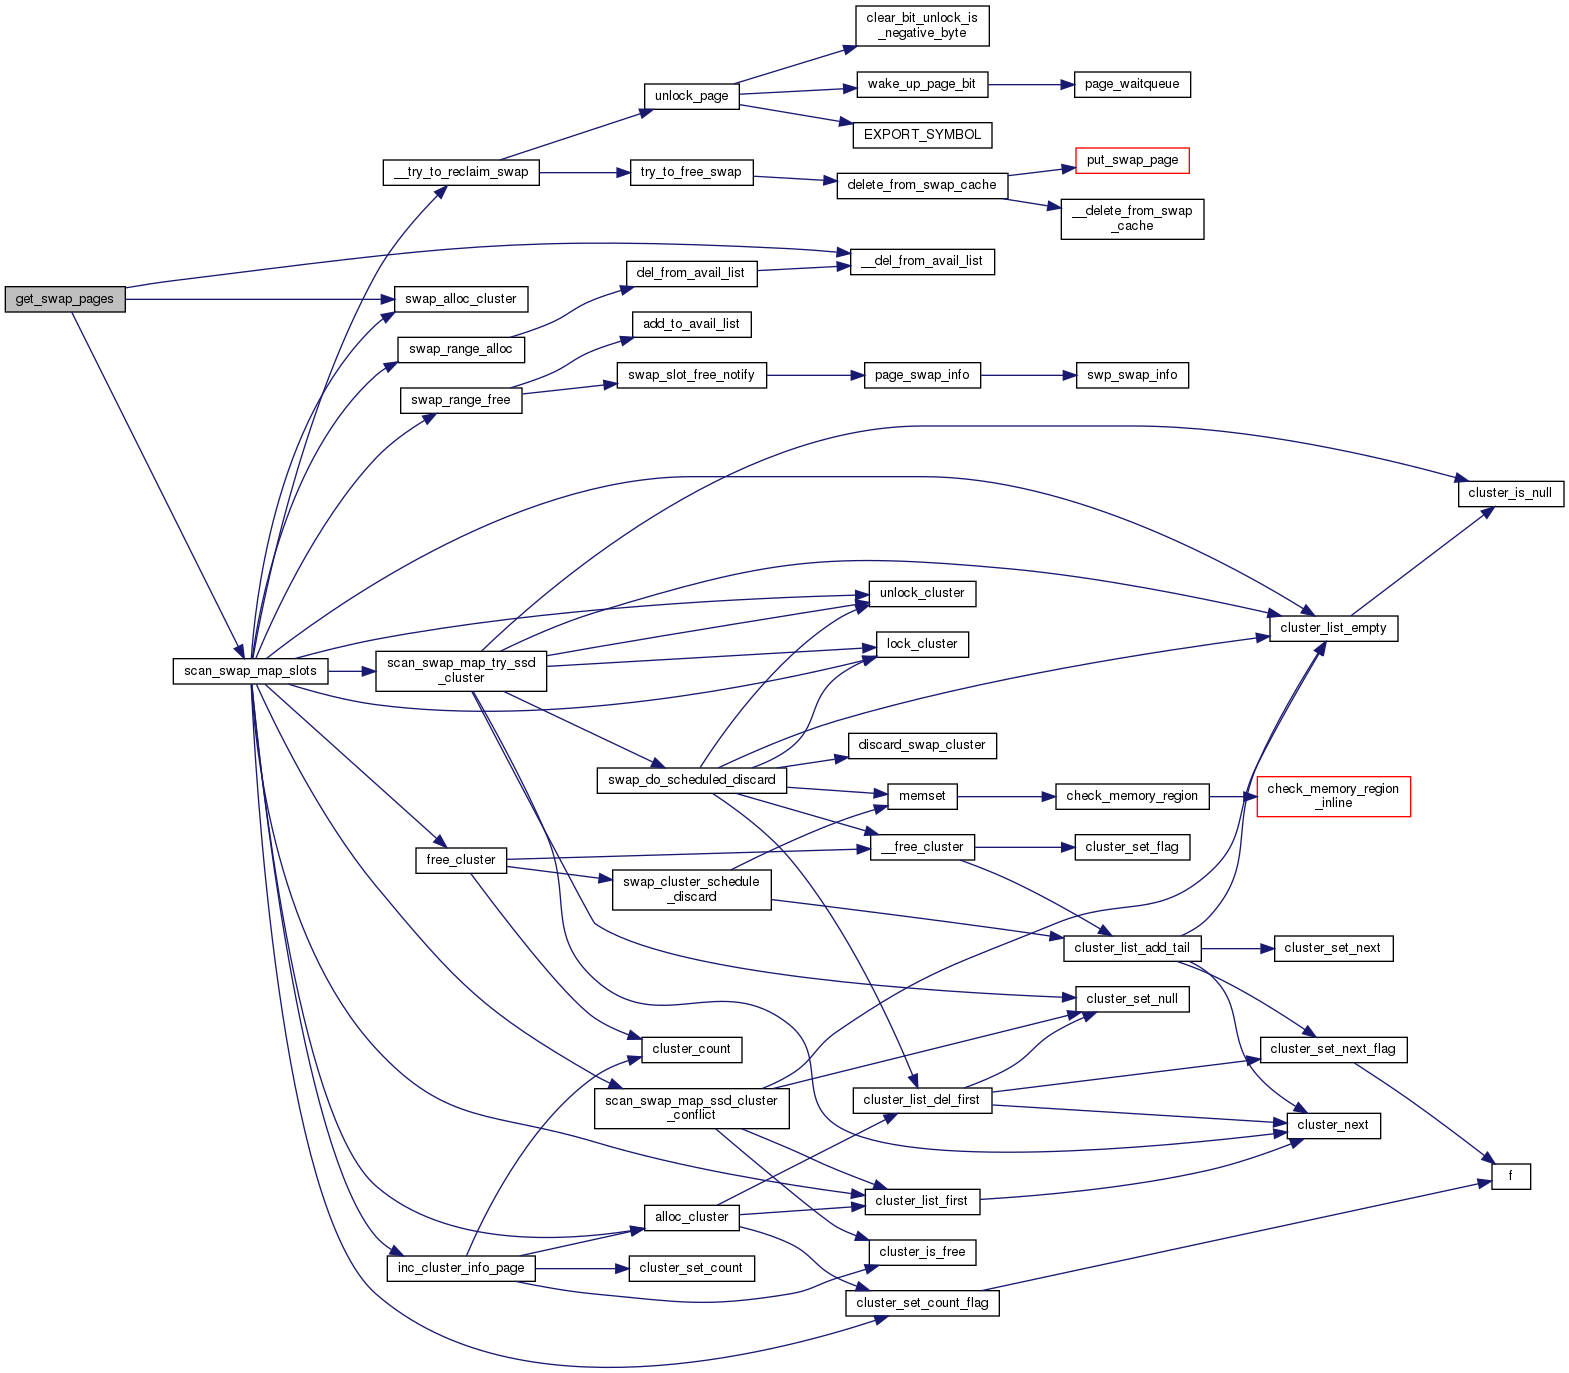 clear_bit_unlock_is
_negative_byte
unlock_page
wake_up_page_bit
page_waitqueue
EXPORT_SYMBOL
__try_to_reclaim_swap
try_to_free_swap
delete_from_swap_cache
put_swap_page
__delete_from_swap
_cache
get_swap_pages
swap_alloc_cluster
del_from_avail_list
__del_from_avail_list
swap_range_alloc
add_to_avail_list
swap_range_free
swap_slot_free_notify
page_swap_info
swp_swap_info
cluster_is_null
unlock_cluster
cluster_list_empty
lock_cluster
scan_swap_map_slots
scan_swap_map_try_ssd
_cluster
discard_swap_cluster
swap_do_scheduled_discard
memset
check_memory_region
check_memory_region
_inline
__free_cluster
cluster_set_flag
free_cluster
swap_cluster_schedule
_discard
cluster_list_add_tail
cluster_set_next
cluster_set_null
cluster_count
cluster_set_next_flag
scan_swap_map_ssd_cluster
_conflict
cluster_list_del_first
cluster_next
f
cluster_list_first
alloc_cluster
cluster_is_free
inc_cluster_info_page
cluster_set_count
cluster_set_count_flag